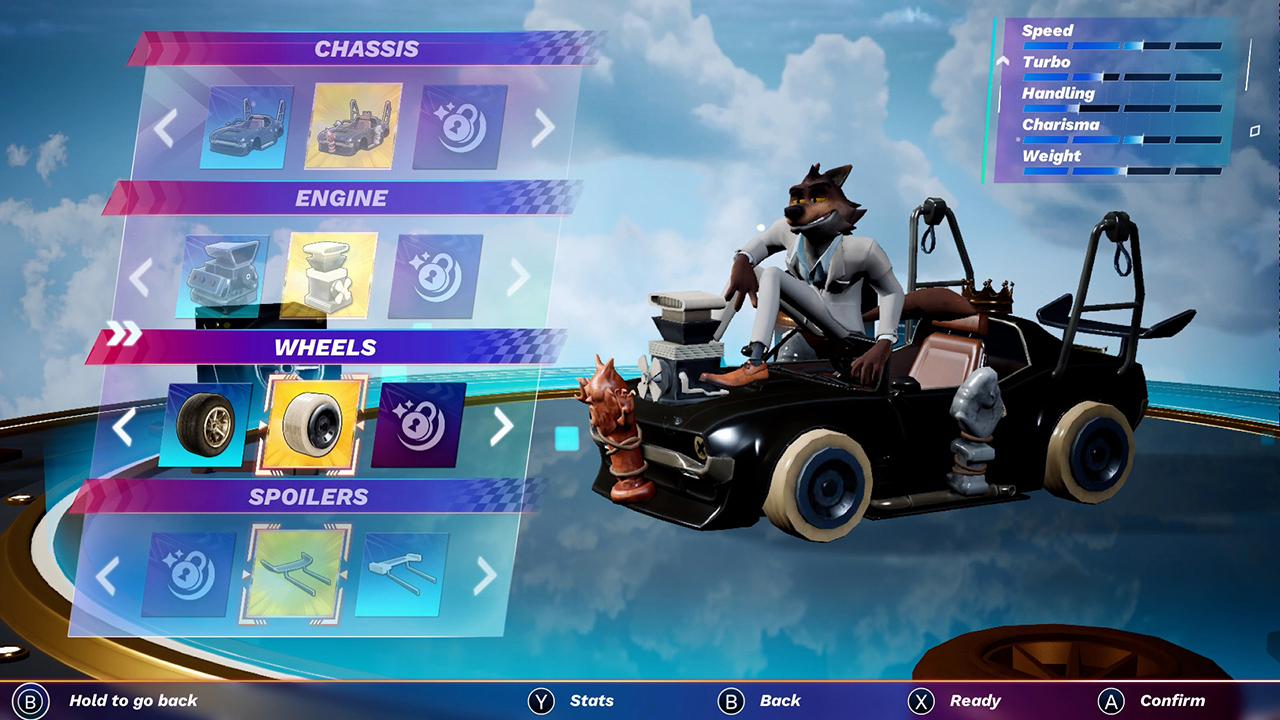 CHASSIS
ENGINE
WHEELS
SPOILERS
Speed
Turbo
Handling
Charisma
Weight
B Hold to go back
Y Stats
B Back
X Ready
A Confirm